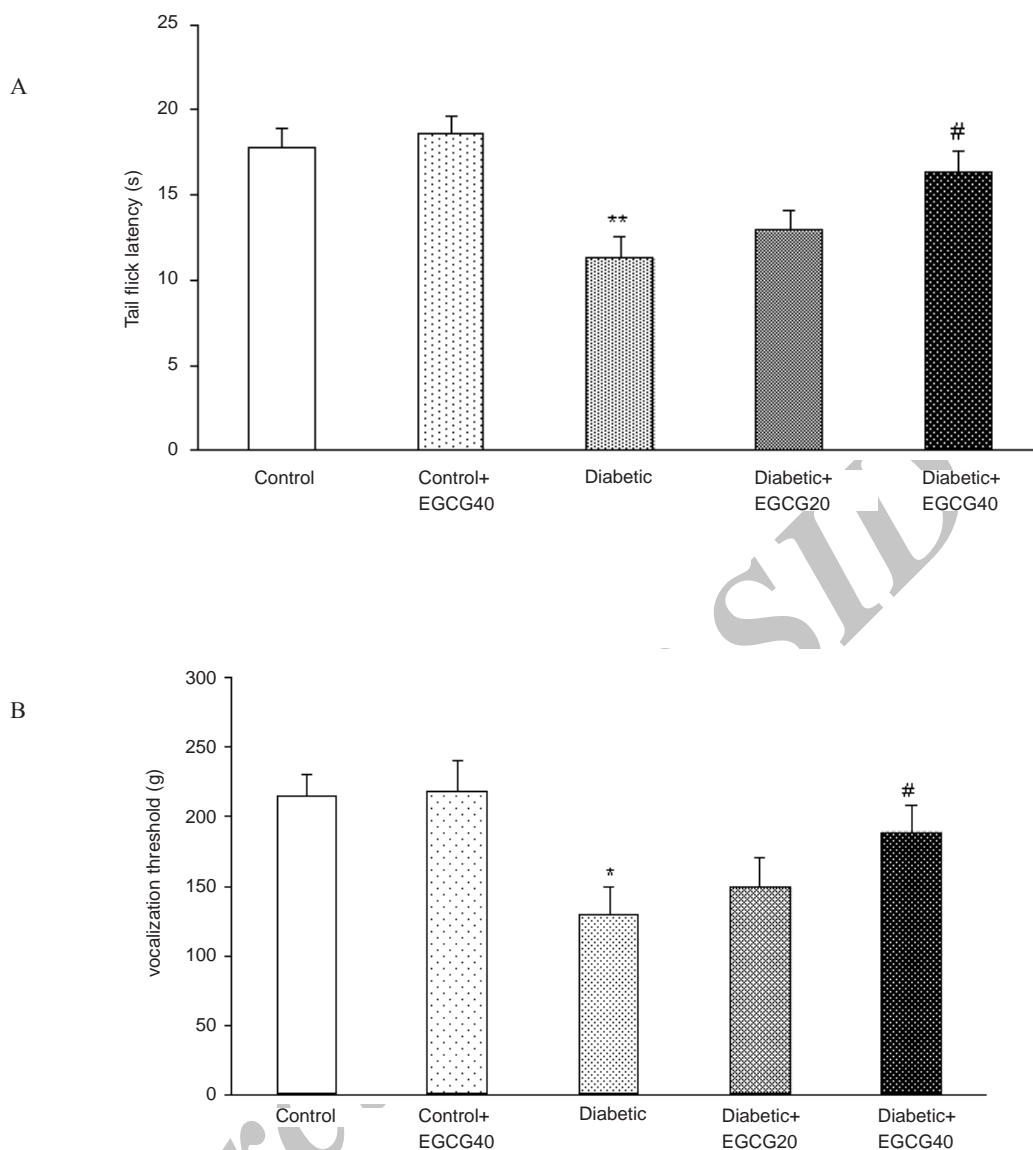 A
Tail flick latency (s)
25
20
15
10
5
0
**
#
Control
Control+
EGCG40
Diabetic
Diabetic+
EGCG20
Diabetic+
EGCG40
SID
B
vocalization threshold (g)
300
250
200
150
100
50
0
*
#
Control
Control+
EGCG40
Diabetic
Diabetic+
EGCG20
Diabetic+
EGCG40